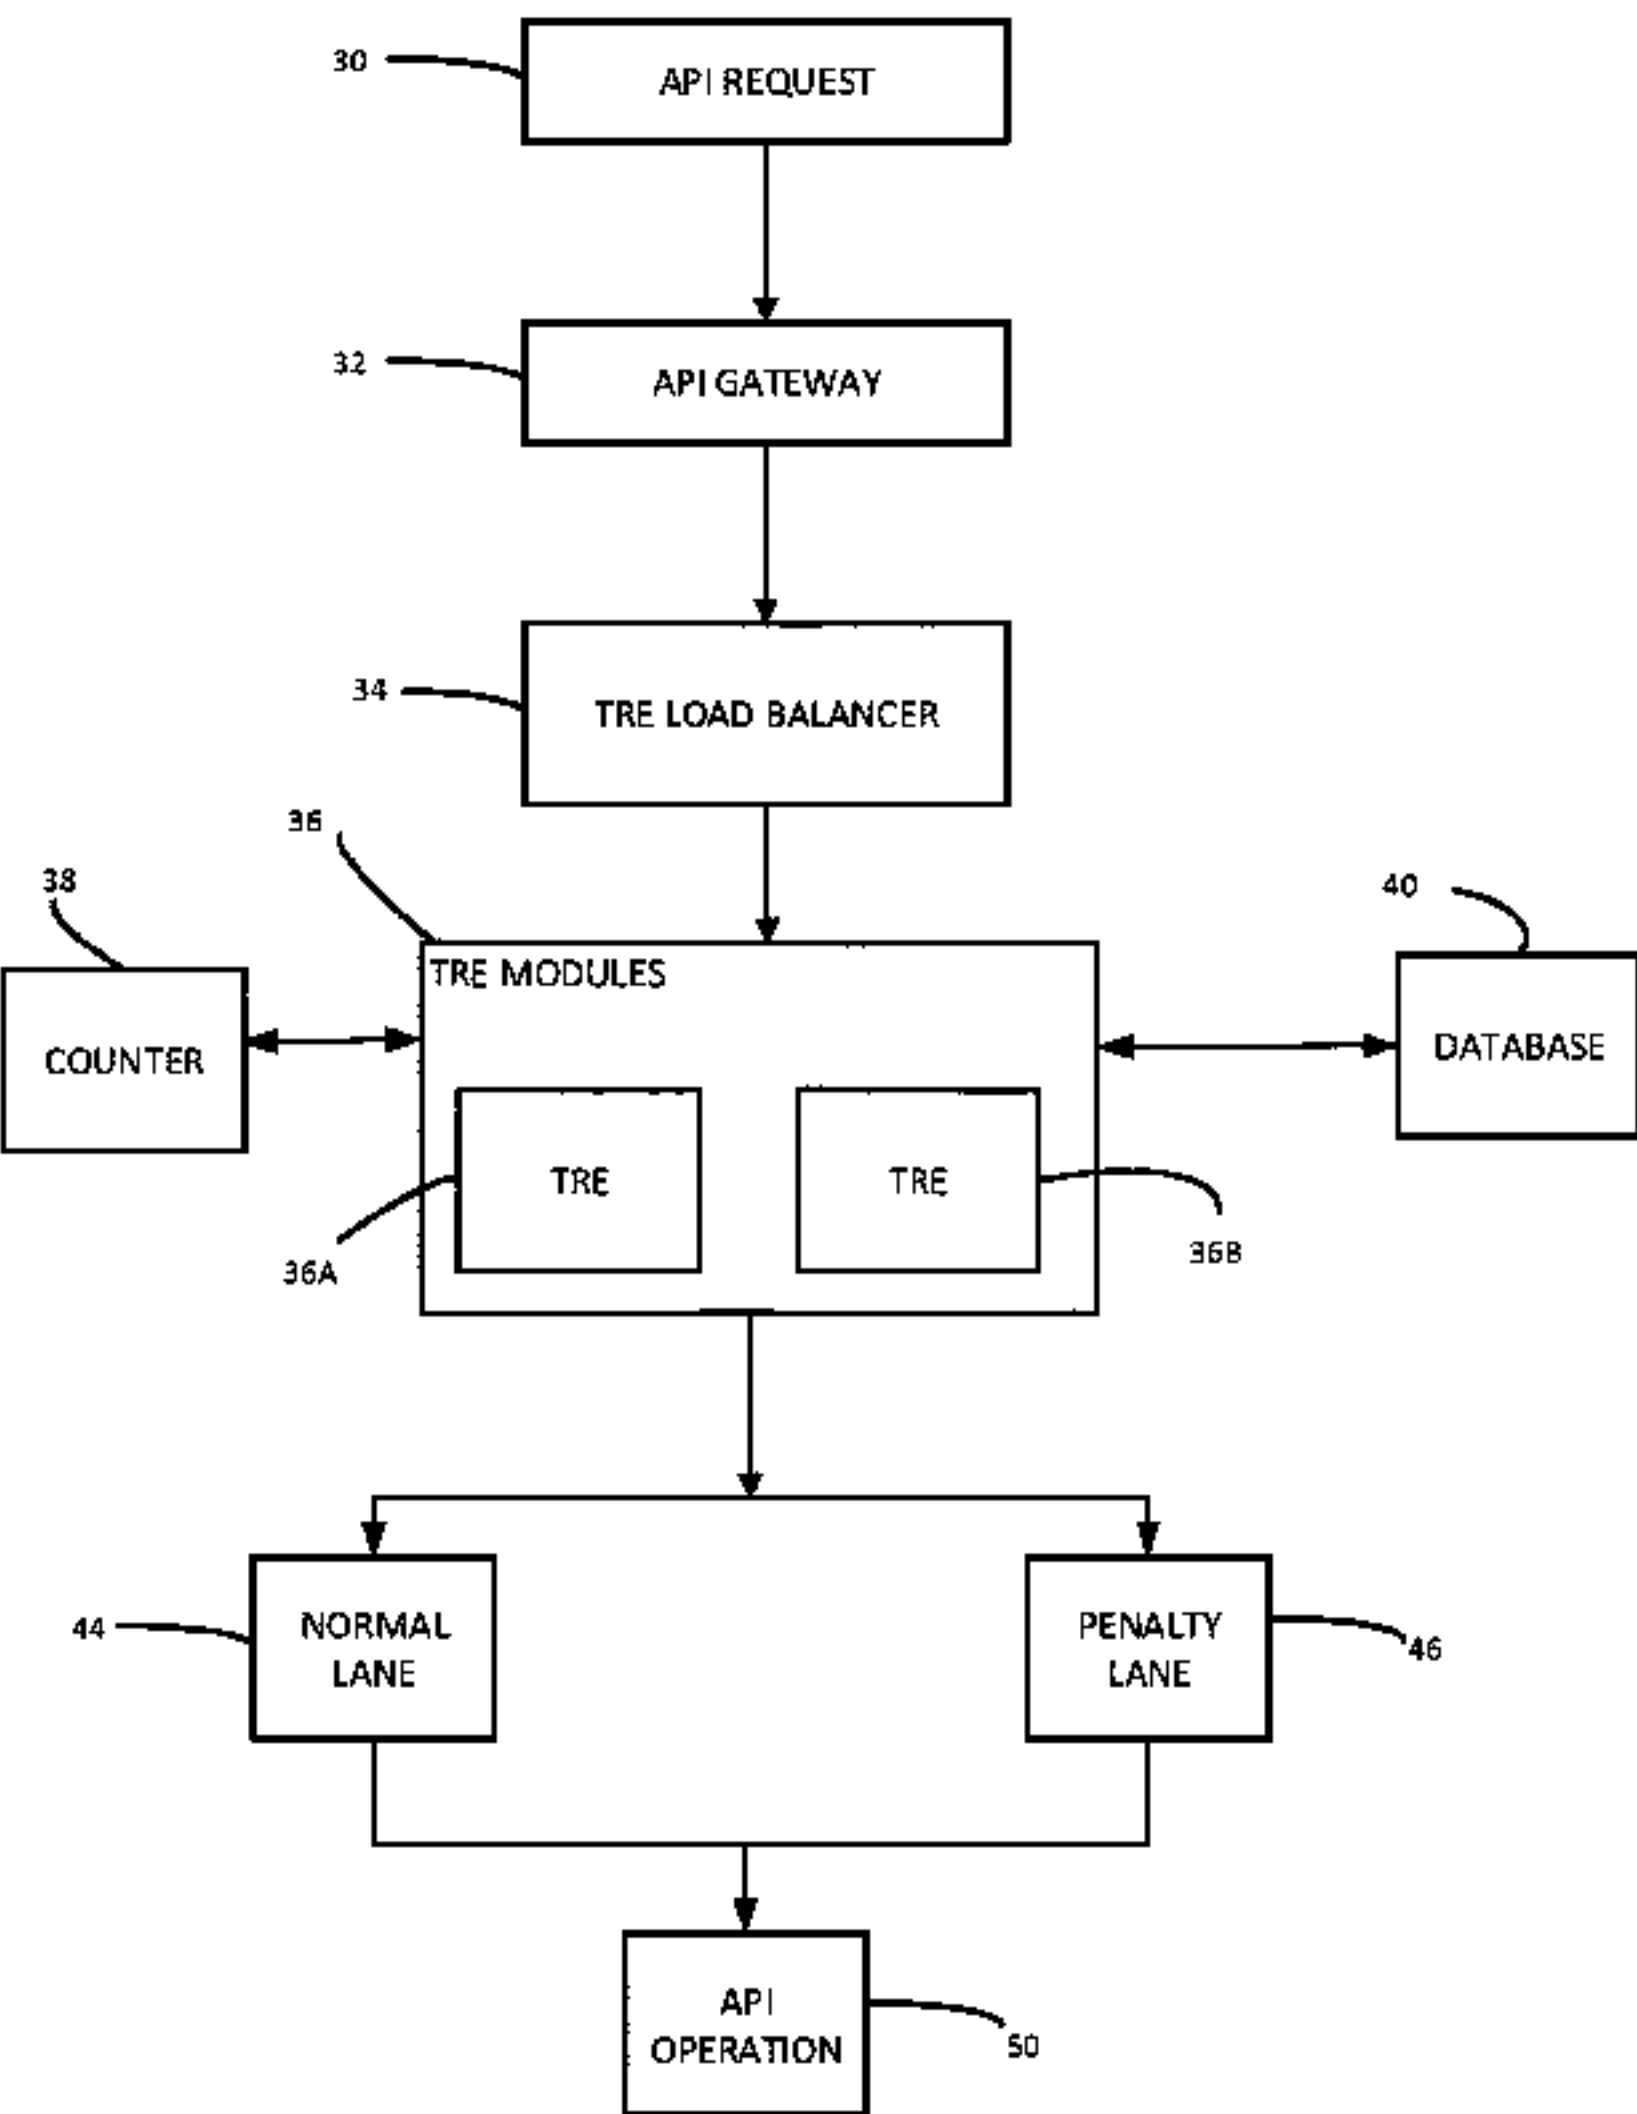 30
API REQUEST
32
API GATEWAY
34
TRE LOAD BALANCER
36
38
40
TRE MODULES
COUNTER
DATABASE
TRE
TRE
36A
36B
44
NORMAL
LANE
PENALTY
LANE
46
API
OPERATION
50